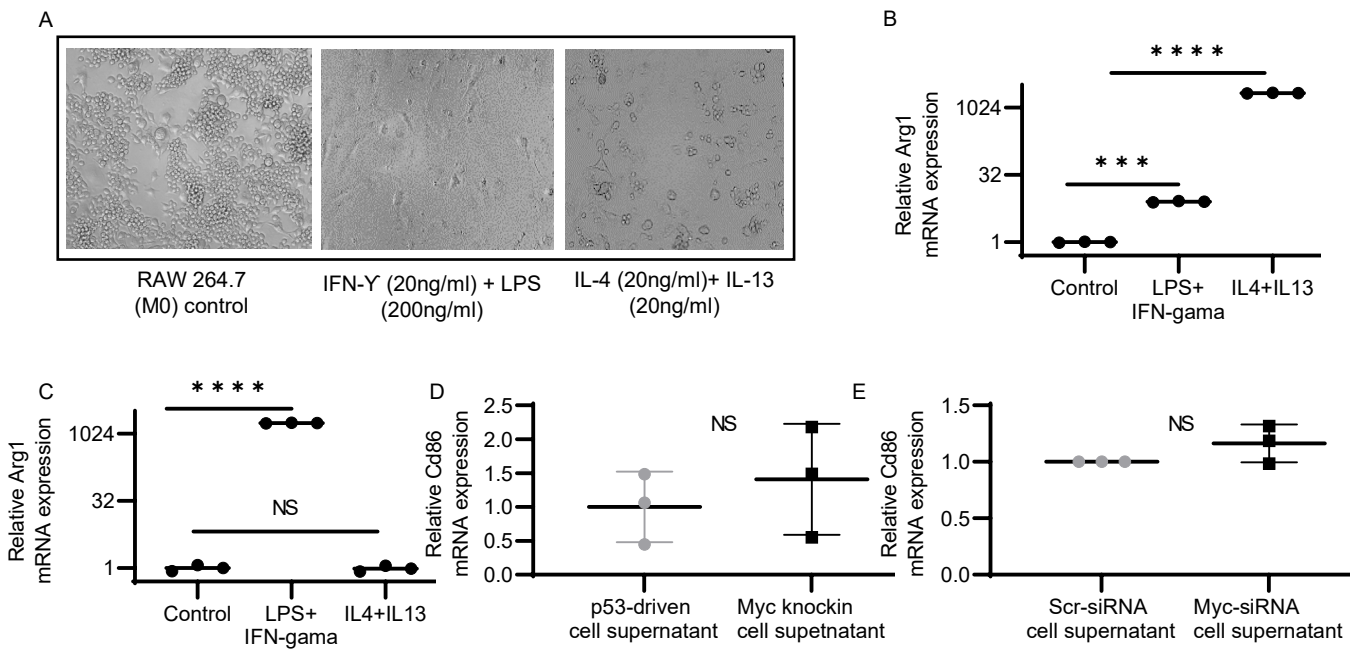 A
RAW 264.7
(M0) control
IFN-Ƴ (20ng/ml) + LPS
(200ng/ml)
IL-4 (20ng/ml)+ IL-13
(20ng/ml)
B
Relative Arg1
mRNA expression
1024
32
1
* * * *
* * *
Control
LPS+
IFN-gama
IL4+IL13
C
Relative Arg1
mRNA expression
1024
32
1
* * * *
NS
Control
LPS+
IFN-gama
IL4+IL13
D
Relative Cd86
mRNA expression
2.5
2.0
1.5
1.0
0.5
0.0
NS
p53-driven
cell supernatant
Myc knockin
cell supetnatant
E
Relative Cd86
mRNA expression
1.5
1.0
0.5
0.0
NS
Scr-siRNA
cell supernatant
Myc-siRNA
cell supernatant